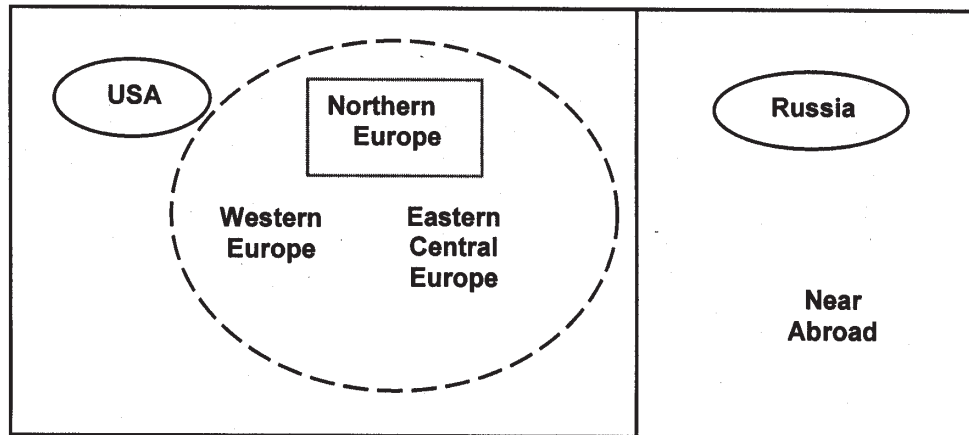 USA
Northern
Europe
Russia
Western
Europe
Eastern
Central
Europe
Near
Abroad